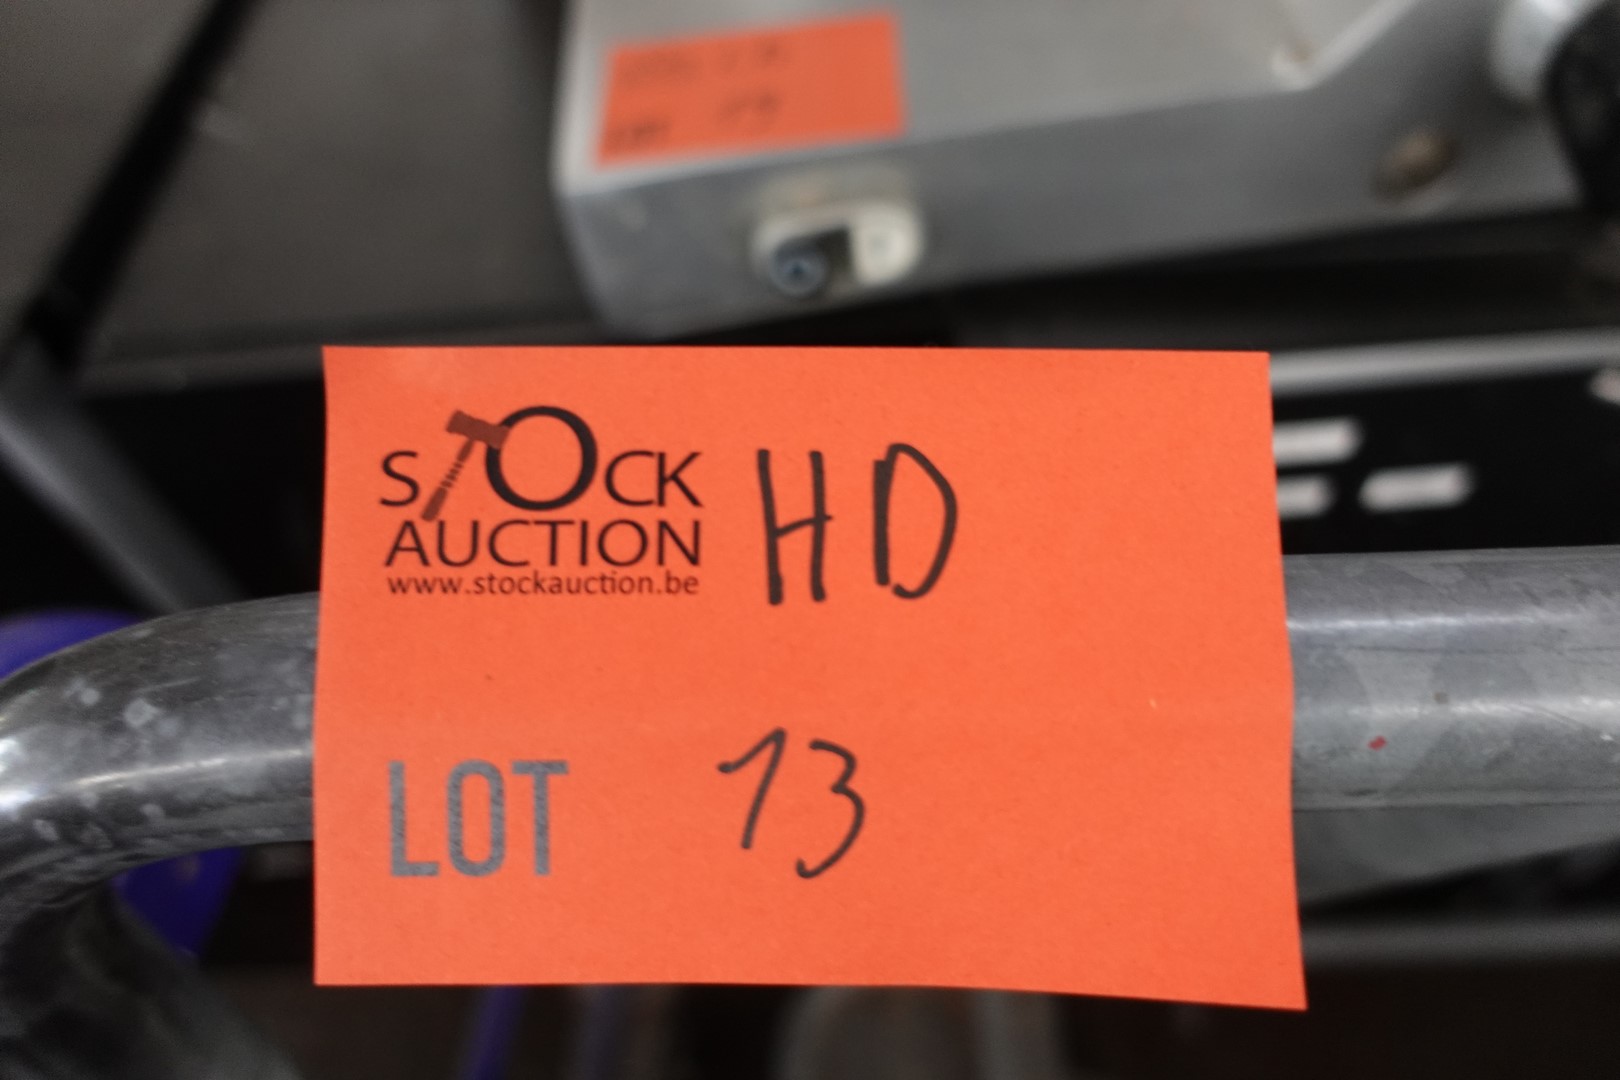 STOCK HD
AUCTION
www.stockauction.be
LOT 13